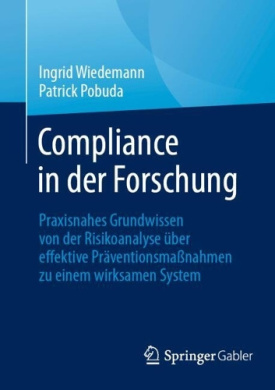 Ingrid Wiedemann
Patrick Pobuda
Compliance
in der Forschung
Praxisnahes Grundwissen
von der Risikoanalyse über
effektive Präventionsmaßnahmen
zu einem wirksamen System
Springer Gabler